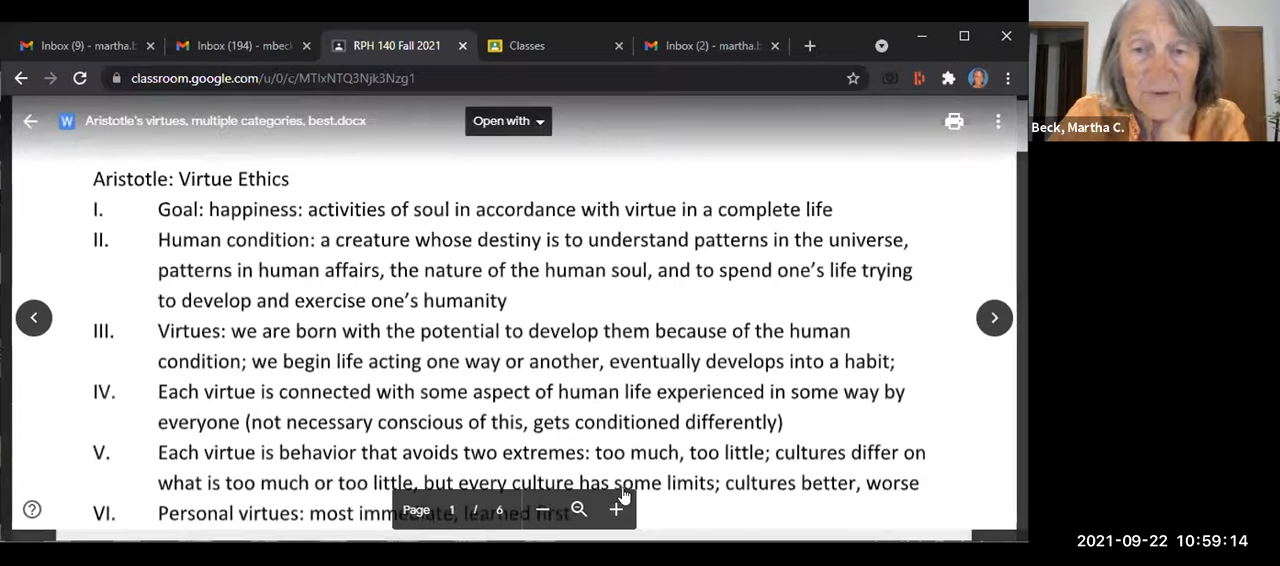 Inbox (9) - martha.b
Inbox (194) - mbeck
RPH 140 Fall 2021
Classes
Inbox (2) - martha.b
classroom.google.com/u/0/c/MTIxNTQ3Njk3Nzg1
Aristotle's virtues, multiple categories, best.docx
Open with
Beck, Martha C.
Aristotle: Virtue Ethics
I. Goal: happiness: activities of soul in accordance with virtue in a complete life
II. Human condition: a creature whose destiny is to understand patterns in the universe,
patterns in human affairs, the nature of the human soul, and to spend one's life trying
to develop and exercise one's humanity
III. Virtues: we are born with the potential to develop them because of the human
condition; we begin life acting one way or another, eventually develops into a habit;
IV. Each virtue is connected with some aspect of human life experienced in some way by
everyone (not necessary conscious of this, gets conditioned differently)
V. Each virtue is behavior that avoids two extremes: too much, too little; cultures differ on
what is too much or too little, but every culture has some limits; cultures better, worse
VI. Personal virtues: most immediate, learned first
Page 1 / 6
2021-09-22 10:59:14